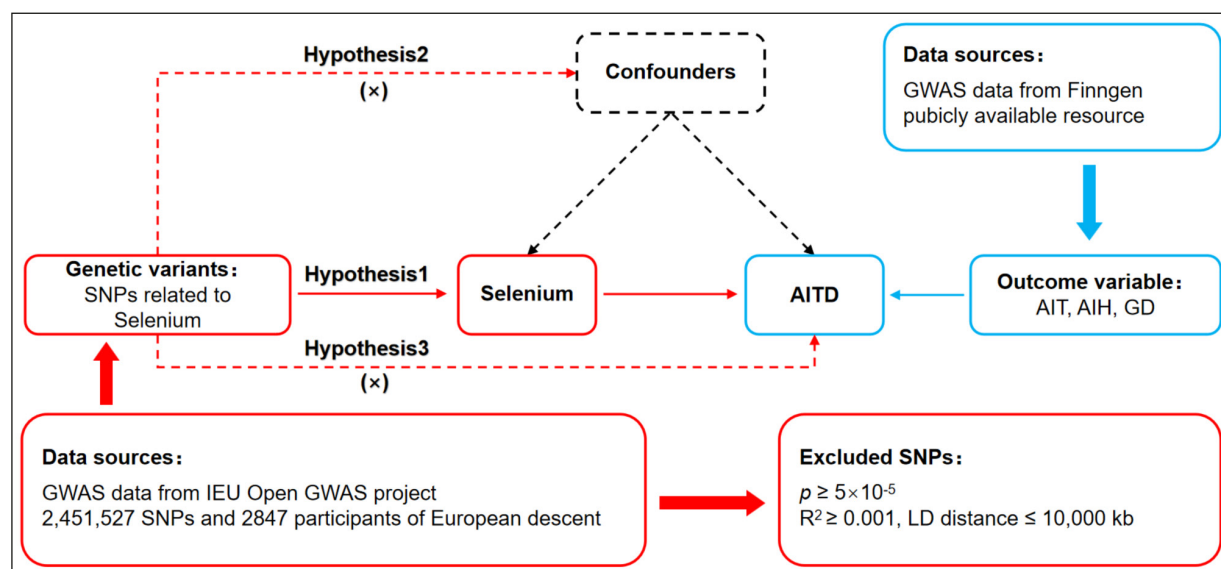 Hypothesis2
(×)
Confounders
Data sources：
GWAS data from Finngen
pubicly available resource
Genetic variants：
SNPs related to
Selenium
Hypothesis1
Selenium
AITD
Outcome variable：
AIT, AIH, GD
Hypothesis3
(×)
Data sources：
GWAS data from IEU Open GWAS project
2,451,527 SNPs and 2847 participants of European descent
Excluded SNPs：
p ≥ 5×10⁻⁵
R² ≥ 0.001, LD distance ≤ 10,000 kb